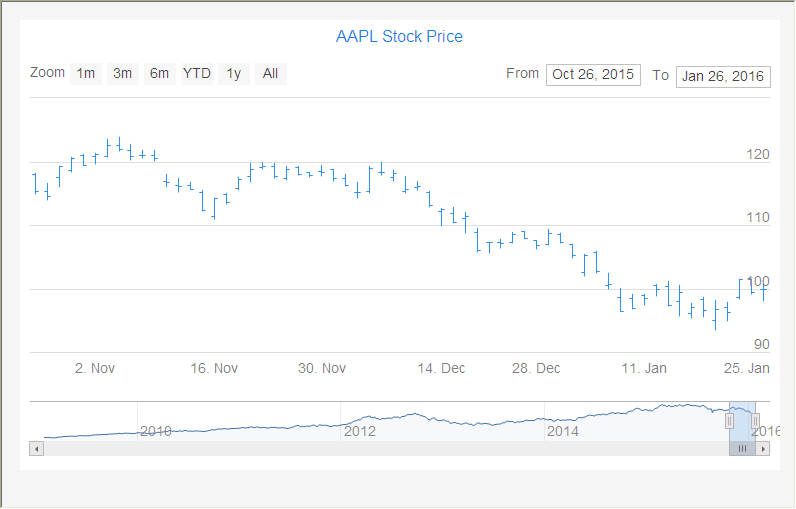 AAPL Stock Price
Zoom 1m 3m 6m YTD 1y All From Oct 26, 2015 To Jan 26, 2016
120
110
100
90
2. Nov 16. Nov 30. Nov 14. Dec 28. Dec 11. Jan 25. Jan
2010 2012 2014 2016